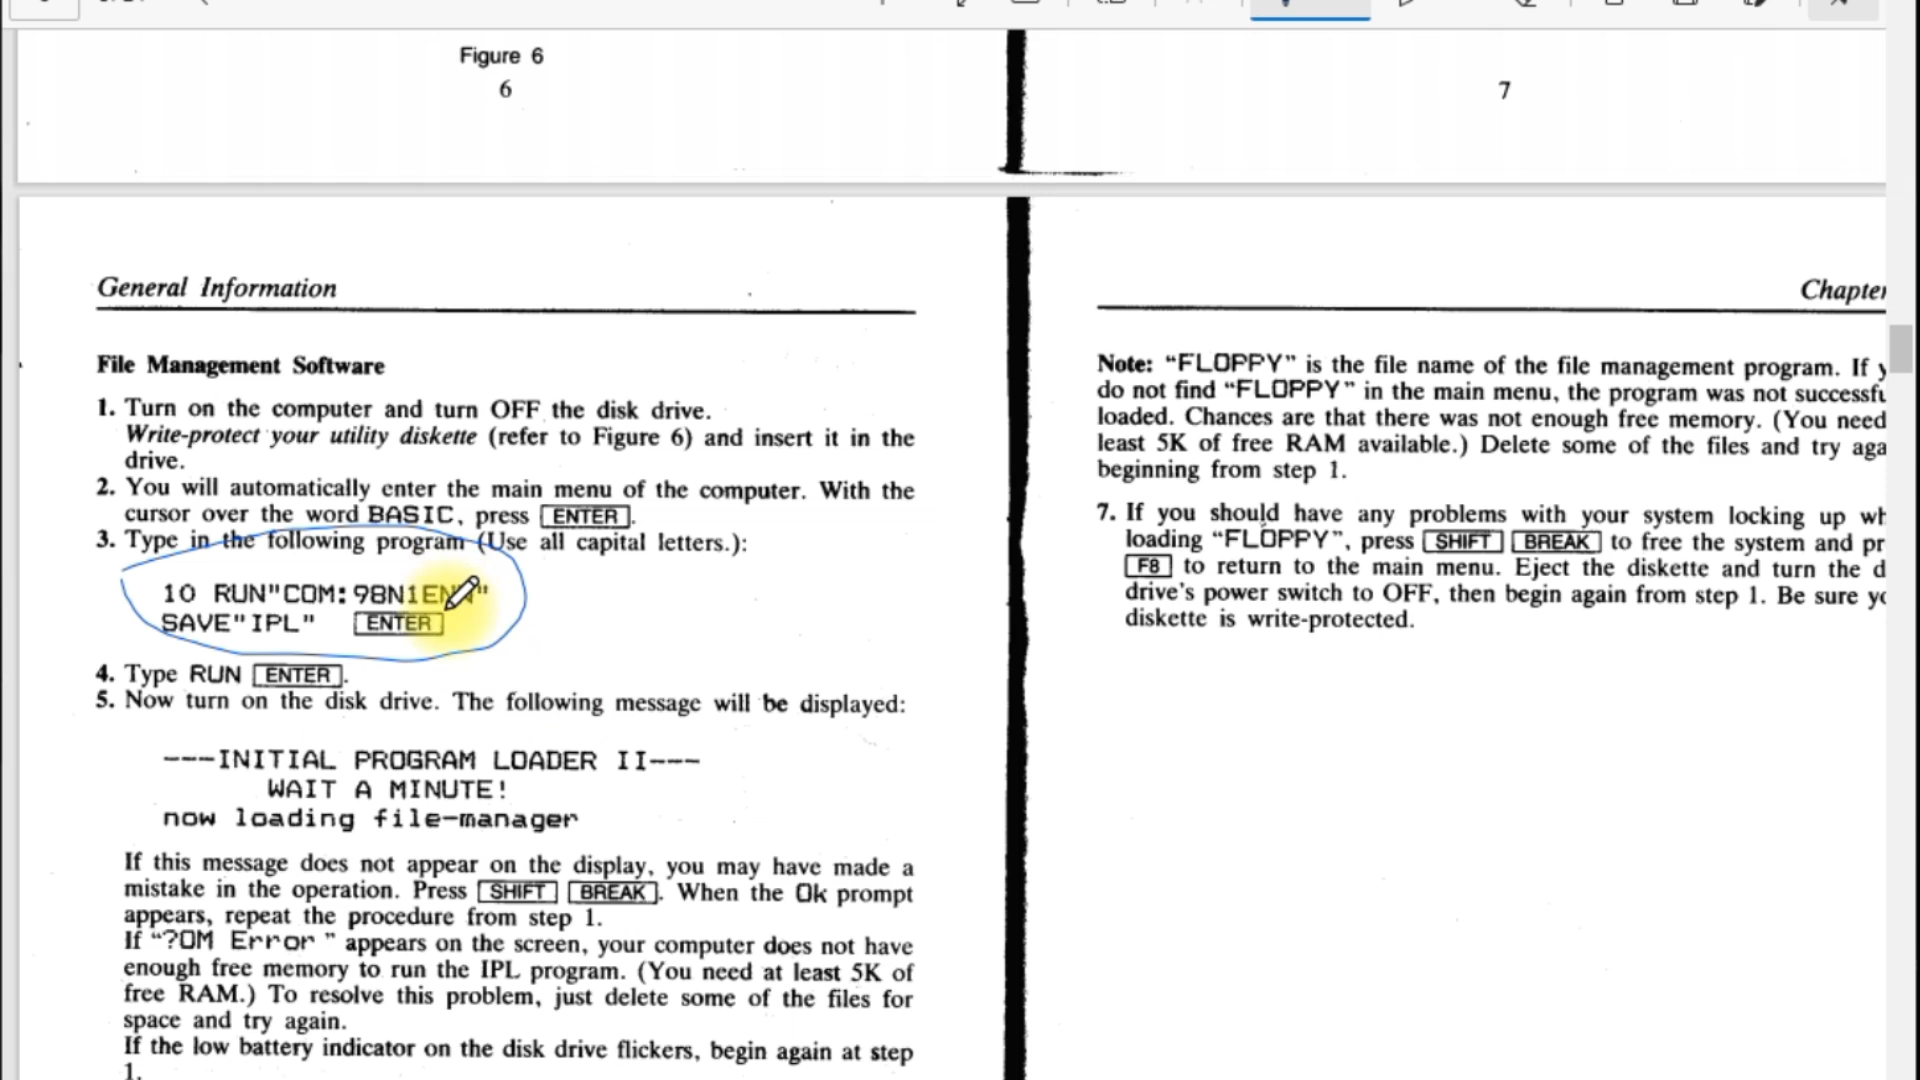 Figure 6
6
7
General Information
File Management Software
1. Turn on the computer and turn OFF the disk drive.
Write-protect your utility diskette (refer to Figure 6) and insert it in the
drive.
2. You will automatically enter the main menu of the computer. With the
cursor over the word BASIC, press ENTER.
3. Type in the following program (Use all capital letters.):
10 RUN"COM:98N1E
SAVE"IPL" ENTER
4. Type RUN ENTER.
5. Now turn on the disk drive. The following message will be displayed:
---INITIAL PROGRAM LOADER II---
WAIT A MINUTE!
now loading file-manager
If this message does not appear on the display, you may have made a
mistake in the operation. Press SHIFT BREAK. When the Ok prompt
appears, repeat the procedure from step 1.
If "?OM Error " appears on the screen, your computer does not have
enough free memory to run the IPL program. (You need at least 5K of
free RAM.) To resolve this problem, just delete some of the files for
space and try again.
If the low battery indicator on the disk drive flickers, begin again at step
1.
Chapter
Note: "FLOPPY" is the file name of the file management program. If
do not find "FLOPPY" in the main menu, the program was not
loaded. Chances are that there was not enough free memory. (You need
least 5K of free RAM available.) Delete some of the files and try
beginning from step 1.
7. If you should have any problems with your system locking up
loading "FLOPPY", press SHIFT BREAK to free the system and
F8 to return to the main menu. Eject the diskette and turn the
drive's power switch to OFF, then begin again from step 1. Be sure
diskette is write-protected.